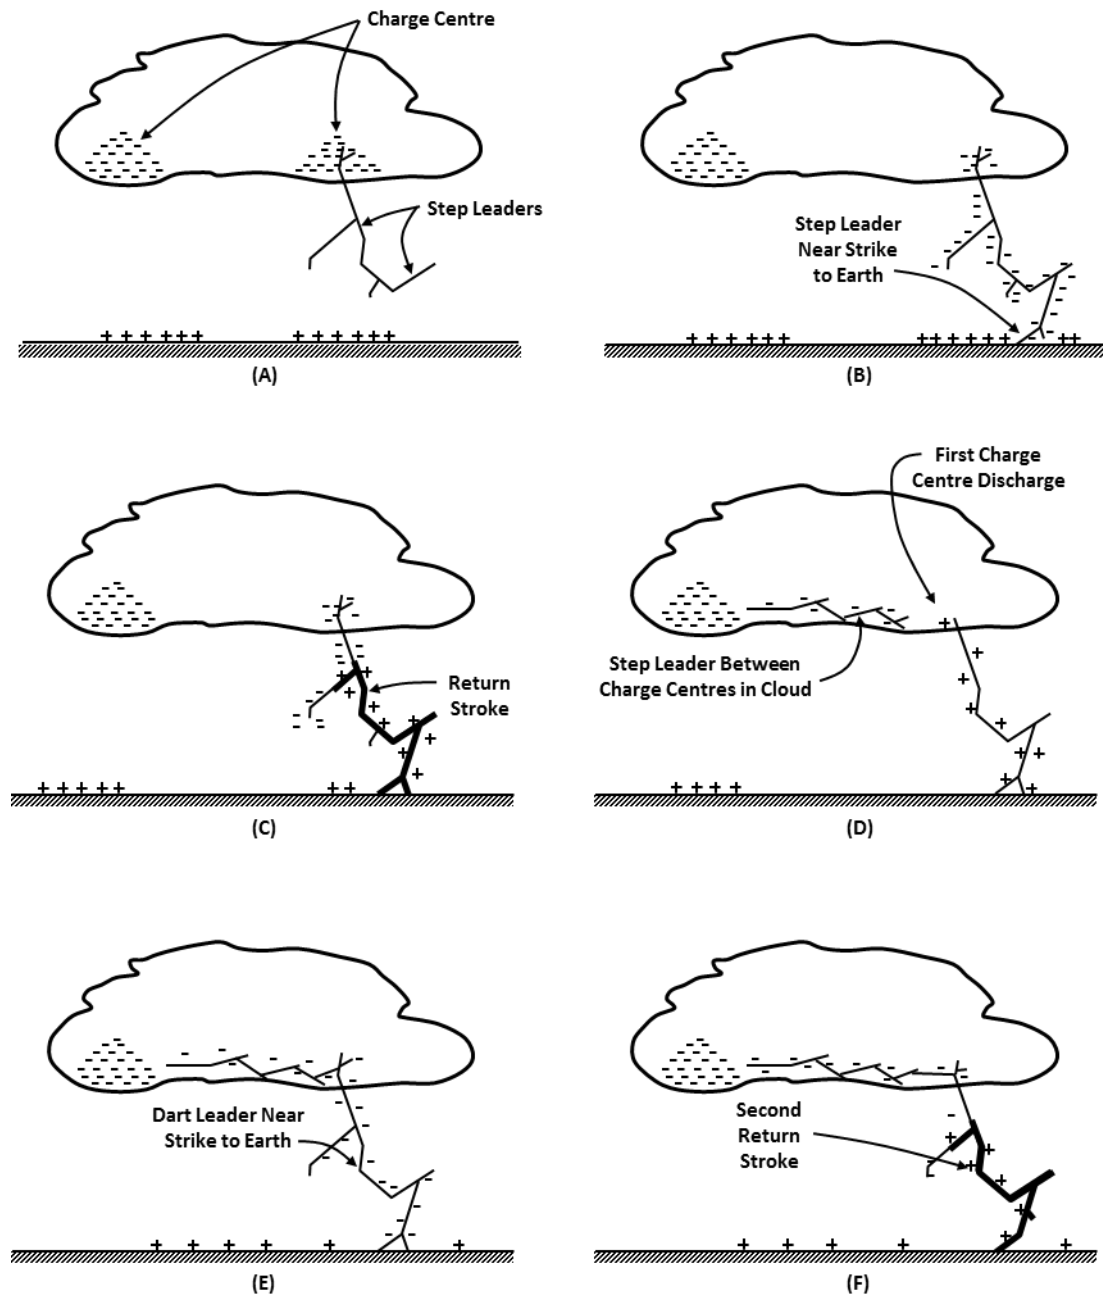 Charge Centre
Step Leaders
(A)
Step Leader
Near Strike
to Earth
(B)
Return
Stroke
(C)
First Charge
Centre Discharge
Step Leader Between
Charge Centres in Cloud
(D)
Dart Leader Near
Strike to Earth
(E)
Second
Return
Stroke
(F)